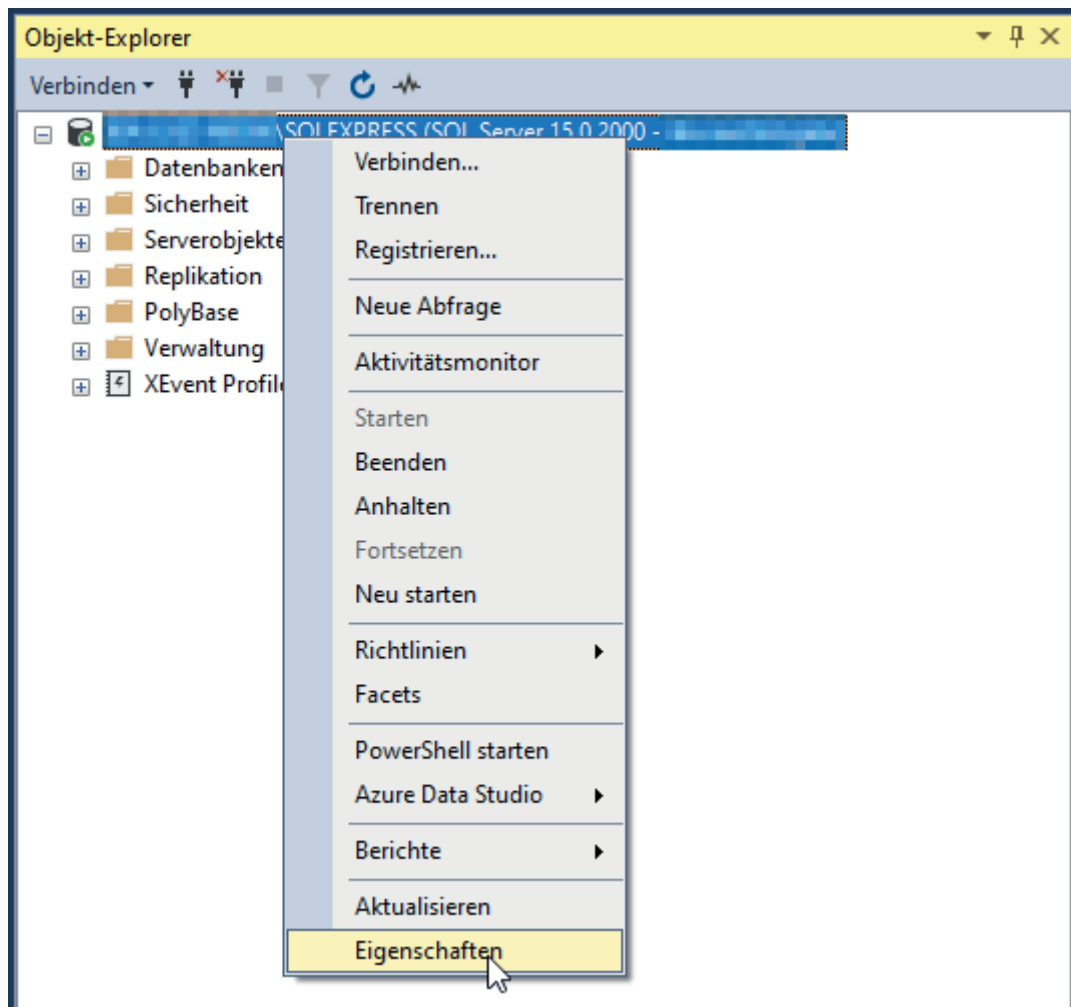 Objekt-Explorer
Verbinden
\SQLEXPRESS (SQL Server 15.0.2000 -
Datenbanken
Sicherheit
Serverobjekte
Replikation
PolyBase
Verwaltung
XEvent Profile
Verbinden...
Trennen
Registrieren...
Neue Abfrage
Aktivitätsmonitor
Starten
Beenden
Anhalten
Fortsetzen
Neu starten
Richtlinien
Facets
PowerShell starten
Azure Data Studio
Berichte
Aktualisieren
Eigenschaften